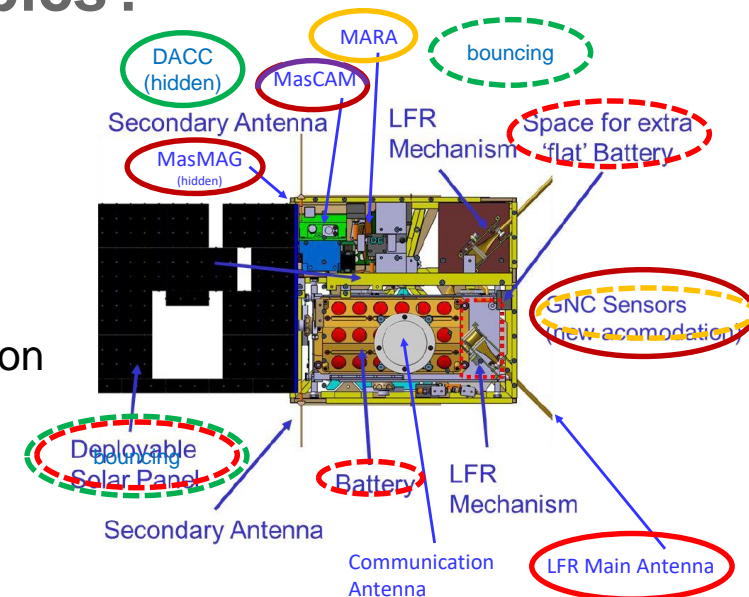 DACC
(hidden)
MARA
bouncing
MasCAM
Secondary Antenna
LFR
Mechanism
Space for extra
‘flat’ Battery
MasMAG
(hidden)
GNC Sensors
(new acomodation)
on
Deployable
bouncing
Solar Panel
Battery
LFR
Mechanism
Secondary Antenna
Communication
Antenna
LFR Main Antenna